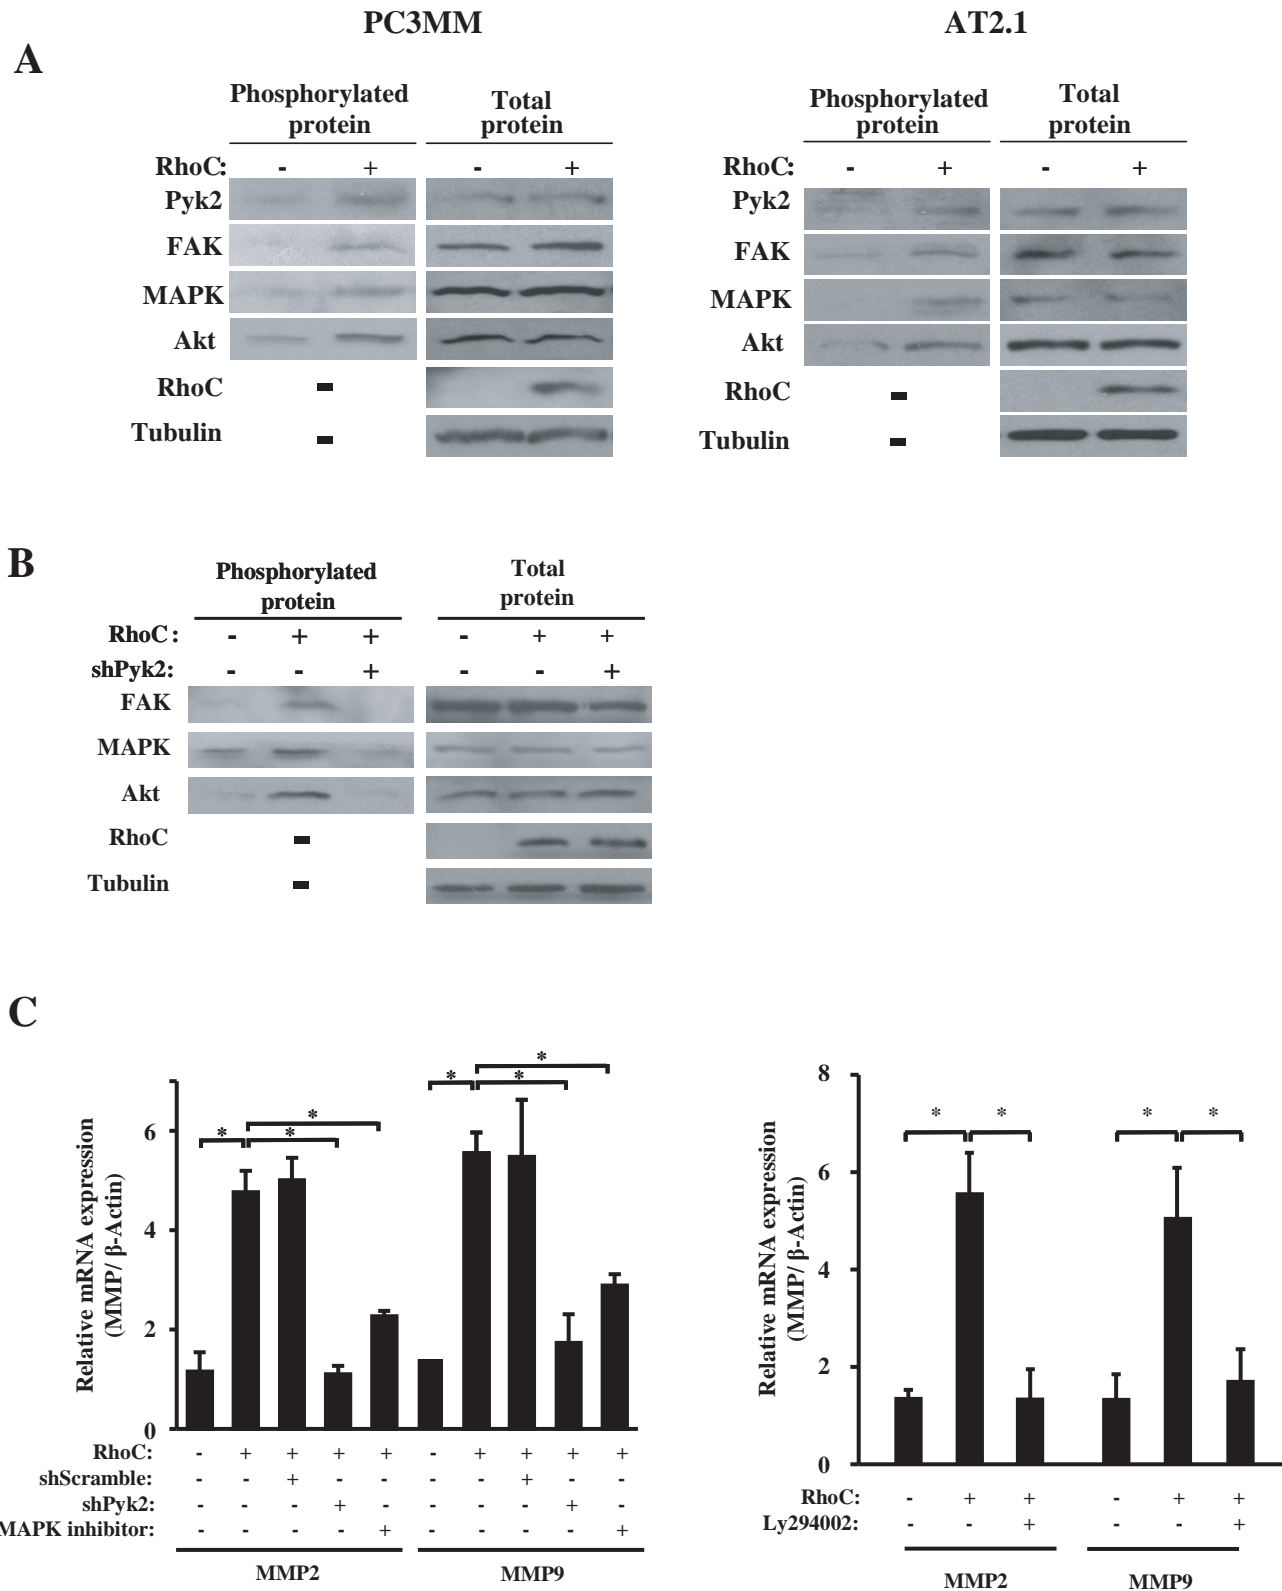 PC3MM
AT2.1
A
Phosphorylated
protein
Total
protein
RhoC: - + - +
Pyk2
FAK
MAPK
Akt
RhoC -
Tubulin -
Phosphorylated
protein
Total
protein
RhoC: - + - +
Pyk2
FAK
MAPK
Akt
RhoC -
Tubulin -
B
Phosphorylated
protein
Total
protein
RhoC: - + + - + +
shPyk2: - - + - - +
FAK
MAPK
Akt
RhoC -
Tubulin -
C
Relative mRNA expression
(MMP/ β-Actin)
6
4
2
0
* * * * * *
RhoC: - + + + + - + + + +
shScramble: - - + - - - - + - -
shPyk2: - - - + - - - - + -
MAPK inhibitor: - - - - + - - - - +
MMP2 MMP9
Relative mRNA expression
(MMP/ β-Actin)
8
6
4
2
0
* * * *
RhoC: - + + - + +
Ly294002: - - + - - +
MMP2 MMP9